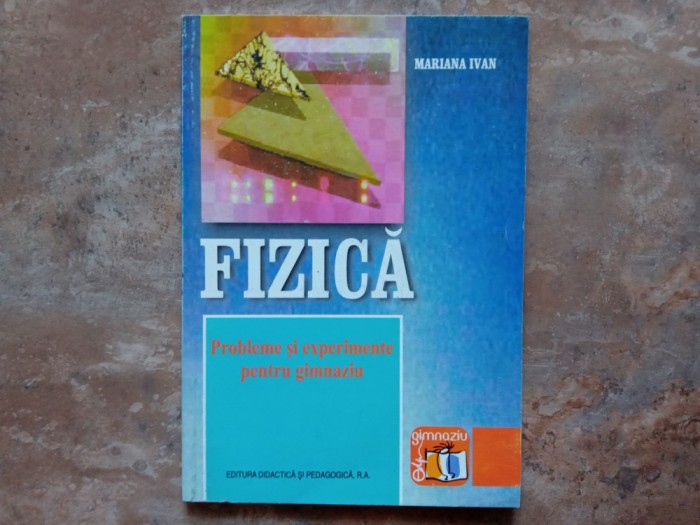 MARIANA IVAN
FIZICĂ
Probleme și experimente
pentru gimnaziu
gimnaziu
EDITURA DIDACTICĂ ȘI PEDAGOGICĂ, R.A.